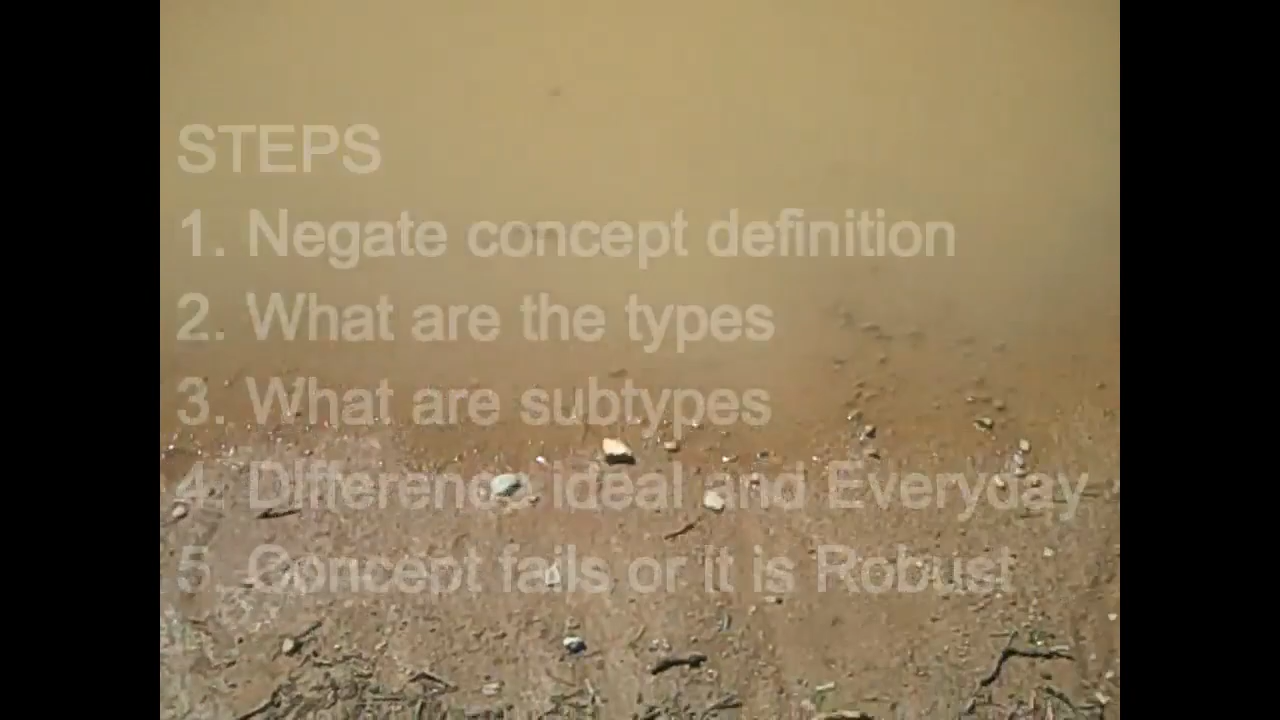 STEPS
1. Negate concept definition
2. What are the types
3. What are subtypes
4. Difference ideal and Everyday
5. Concept fails or it is Robust